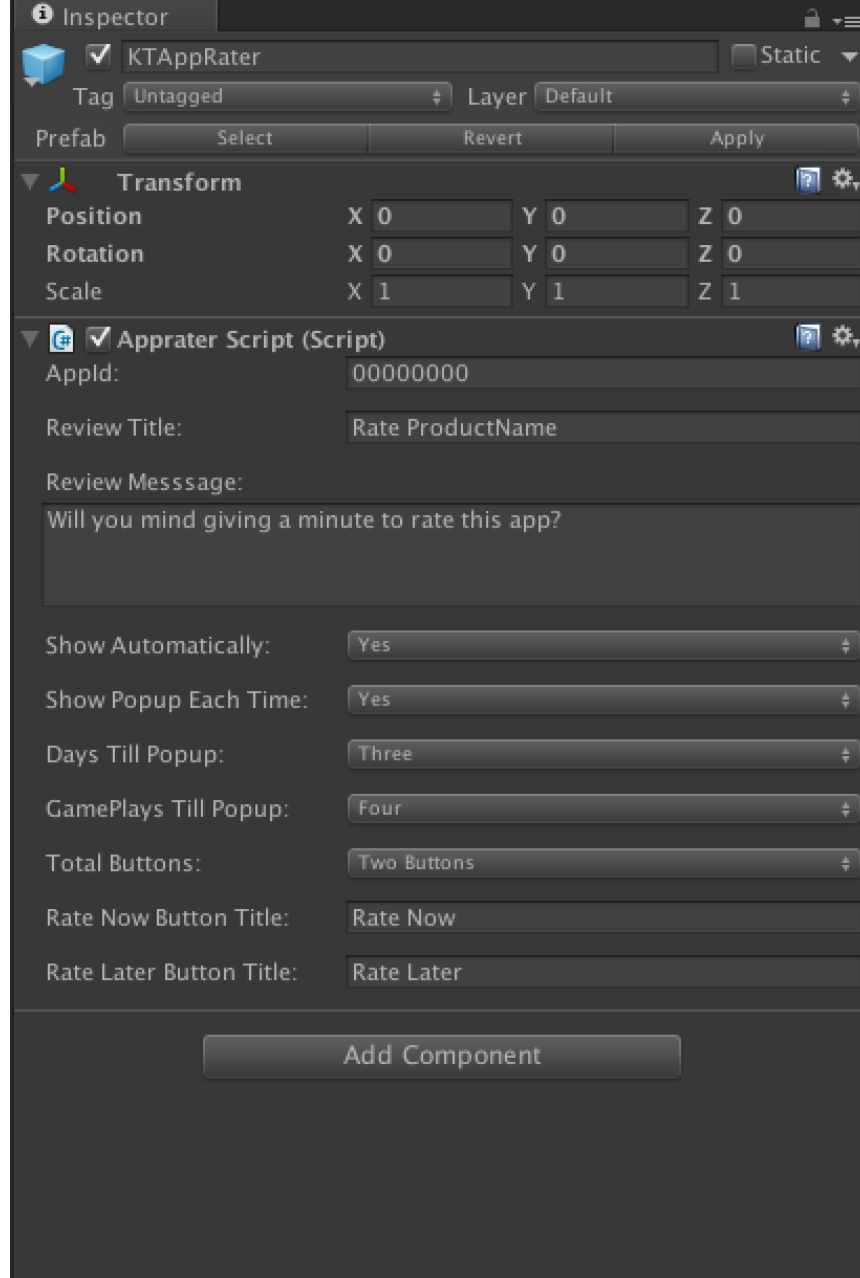 Inspector
KTAppRater Static
Tag Untagged Layer Default
Prefab Select Revert Apply
Transform
Position X 0 Y 0 Z 0
Rotation X 0 Y 0 Z 0
Scale X 1 Y 1 Z 1
Apprater Script (Script)
AppId: 00000000
Review Title: Rate ProductName
Review Messsage:
Will you mind giving a minute to rate this app?
Show Automatically: Yes
Show Popup Each Time: Yes
Days Till Popup: Three
GamePlays Till Popup: Four
Total Buttons: Two Buttons
Rate Now Button Title: Rate Now
Rate Later Button Title: Rate Later
Add Component